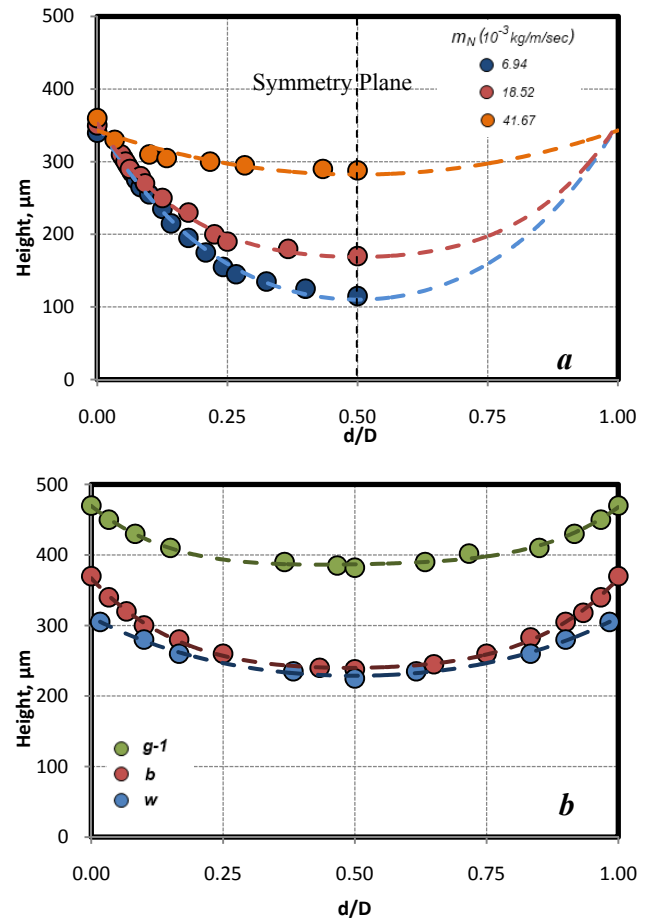 m_N (10^-3 kg/m/sec)
6.94
18.52
41.67
Symmetry Plane
Height, µm
500
400
300
200
100
0
a
0.00 0.25 0.50 0.75 1.00
d/D
Height, µm
500
400
300
200
100
0
g-1
b
w
b
0.00 0.25 0.50 0.75 1.00
d/D